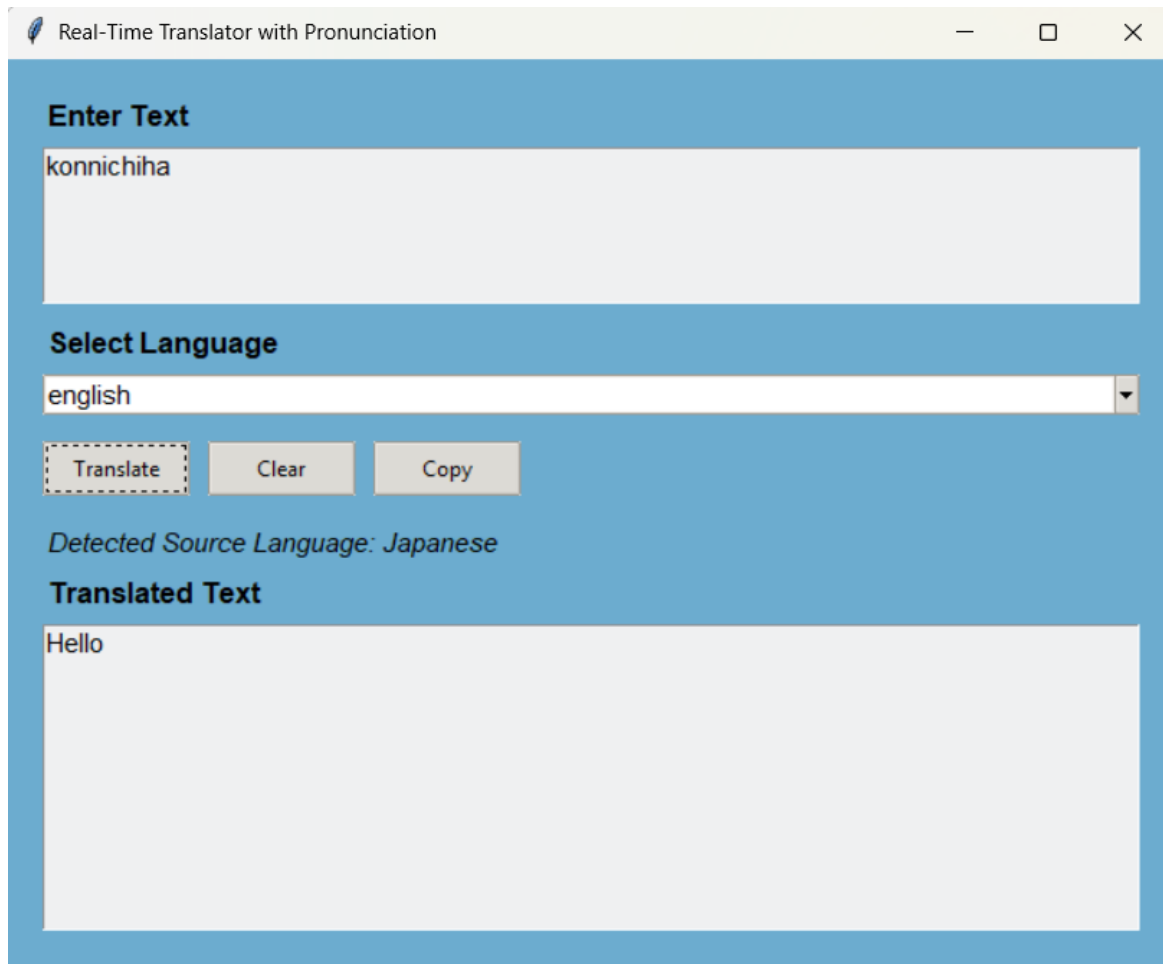 Real-Time Translator with Pronunciation
Enter Text
konnichiha
Select Language
english
Translate Clear Copy
Detected Source Language: Japanese
Translated Text
Hello